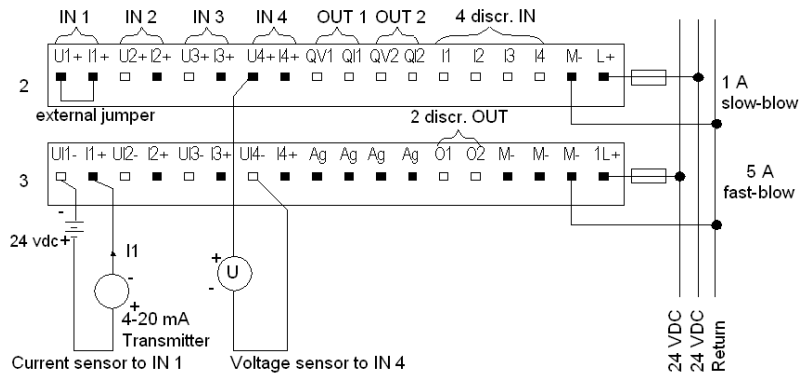 IN 1 IN 2 IN 3 IN 4 OUT 1 OUT 2 4 discr. IN
U1+ I1+ U2+ I2+ U3+ I3+ U4+ I4+ QV1 QI1 QV2 QI2 I1 I2 I3 I4 M- L+
2
external jumper
2 discr. OUT
1 A
slow-blow
UI1- I1+ UI2- I2+ UI3- I3+ UI4- I4+ Ag Ag Ag Ag O1 O2 M- M- M- 1L+
3
5 A
fast-blow
-
24 vdc
+
I1
-
+
4-20 mA
Transmitter
+
U
-
Current sensor to IN 1
Voltage sensor to IN 4
24 VDC
24 VDC
Return